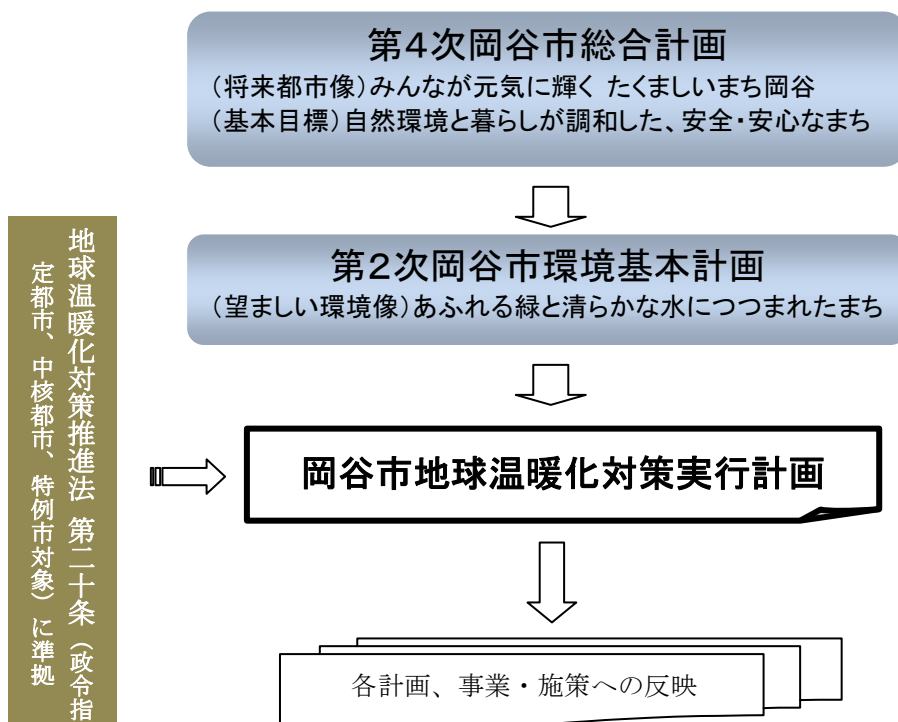 第4次岡谷市総合計画
(将来都市像)みんなが元気に輝く たくましいまち岡谷
(基本目標)自然環境と暮らしが調和した、安全・安心なまち
第2次岡谷市環境基本計画
(望ましい環境像)あふれる緑と清らかな水につつまれたまち
地球温暖化対策推進法 第二十条(政令指
定都市、中核都市、特例市対象)に準拠
岡谷市地球温暖化対策実行計画
各計画、事業・施策への反映